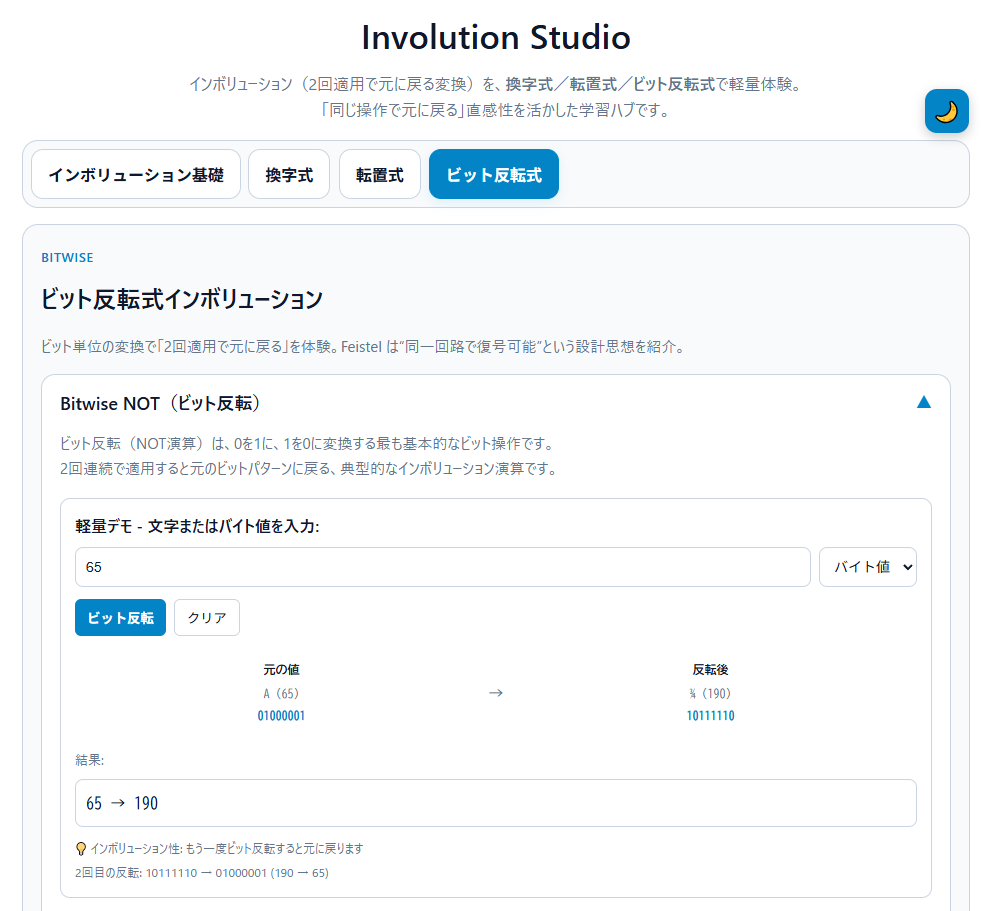 Involution Studio
インボリューション（2回適用で元に戻る変換）を、換字式／転置式／ビット反転式で軽量体験。
「同じ操作で元に戻る」直感性を活かした学習ハブです。
インボリューション基礎 換字式 転置式 ビット反転式
BITWISE
ビット反転式インボリューション
ビット単位の変換で「2回適用で元に戻る」を体験。Feistel は“同一回路で復号可能”という設計思想を紹介。
Bitwise NOT（ビット反転） ▲
ビット反転（NOT演算）は、0を1に、1を0に変換する最も基本的なビット操作です。
2回連続で適用すると元のビットパターンに戻る、典型的なインボリューション演算です。
軽量デモ - 文字またはバイト値を入力:
65 バイト値
ビット反転 クリア
元の値 反転後
A (65) → ¾ (190)
01000001 10111110
結果:
65 → 190
💡 インボリューション性: もう一度ビット反転すると元に戻ります
2回目の反転: 10111110 → 01000001 (190 → 65)